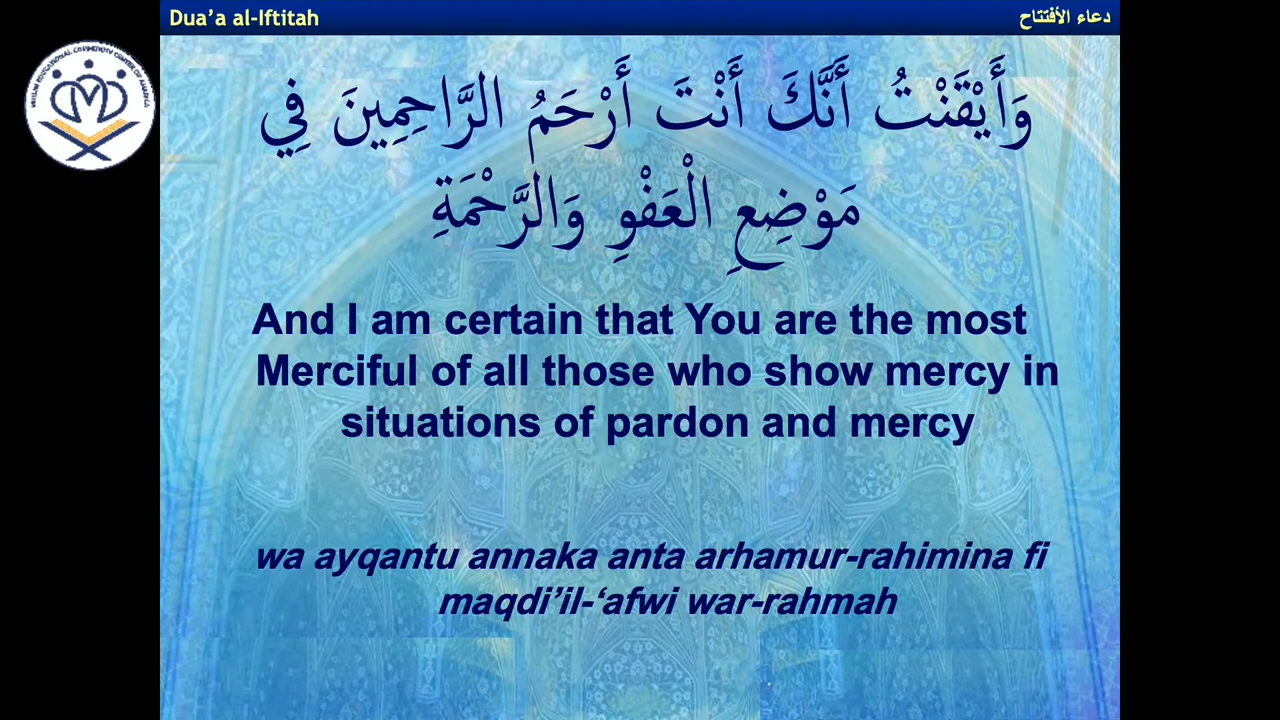 Dua’a al-Iftitah
دعاء الأفتتاح
وَأَيْقَنْتُ أَنَّكَ أَنْتَ أَرْحَمُ الرَّاحِمِينَ فِي
مَوْضِعِ الْعَفْوِ وَالرَّحْمَةِ
And I am certain that You are the most
Merciful of all those who show mercy in
situations of pardon and mercy
wa ayqantu annaka anta arhamur-rahimina fi
maqdi’il-‘afwi war-rahmah